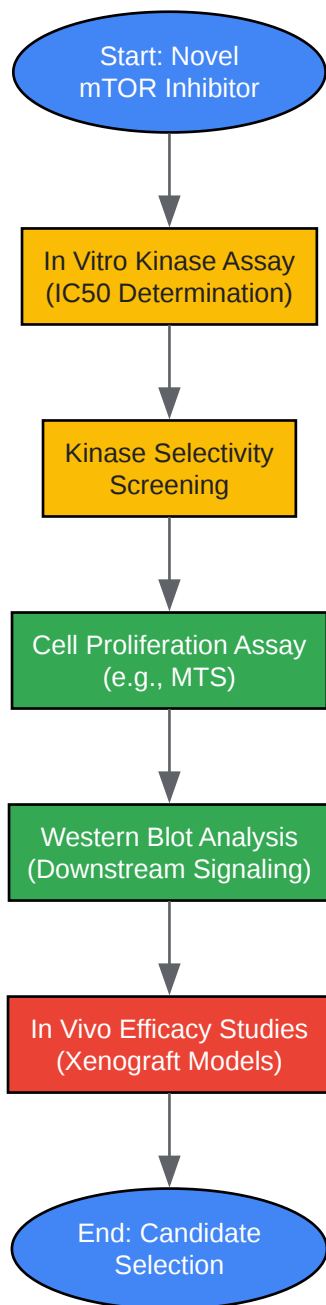 Start: Novel
mTOR Inhibitor
In Vitro Kinase Assay
(IC50 Determination)
Kinase Selectivity
Screening
Cell Proliferation Assay
(e.g., MTS)
Western Blot Analysis
(Downstream Signaling)
In Vivo Efficacy Studies
(Xenograft Models)
End: Candidate
Selection